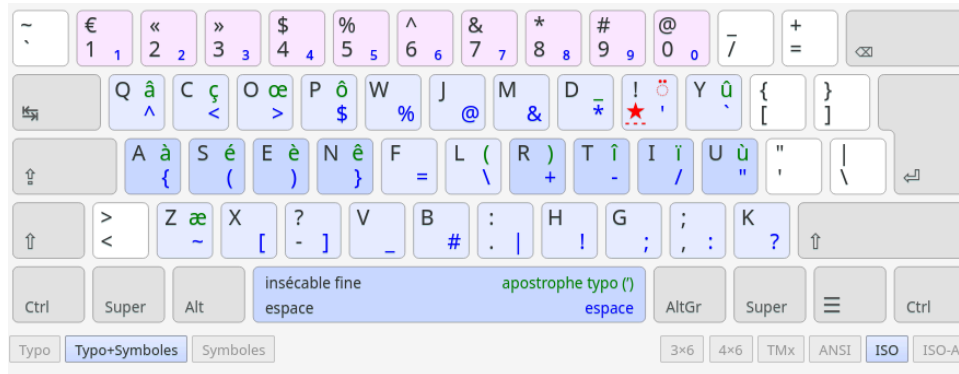 ~ € « » $ % ^ & * # @ _ +
` 1 1 2 2 3 3 4 4 5 5 6 6 7 7 8 8 9 9 0 0 / = ⌫
Q â C ç O œ P ô W J M D _ ! ¨ Y û { }
↹ ^ < > $ % @ & * ★ ' ` [ ]
A à S é E è N ê F L ( R ) T î I ï U ù " |
⇪ { ( ) } = \ + - / " ' \ ⏎
> Z æ X ? V B : H G ; K
⇧ < ~ [ - ] _ # . | ! ; , : ? ⇧
insécable fine apostrophe typo (’)
Ctrl Super Alt espace espace AltGr Super ☰ Ctrl
Typo Typo+Symboles Symboles 3×6 4×6 TMx ANSI ISO ISO-A